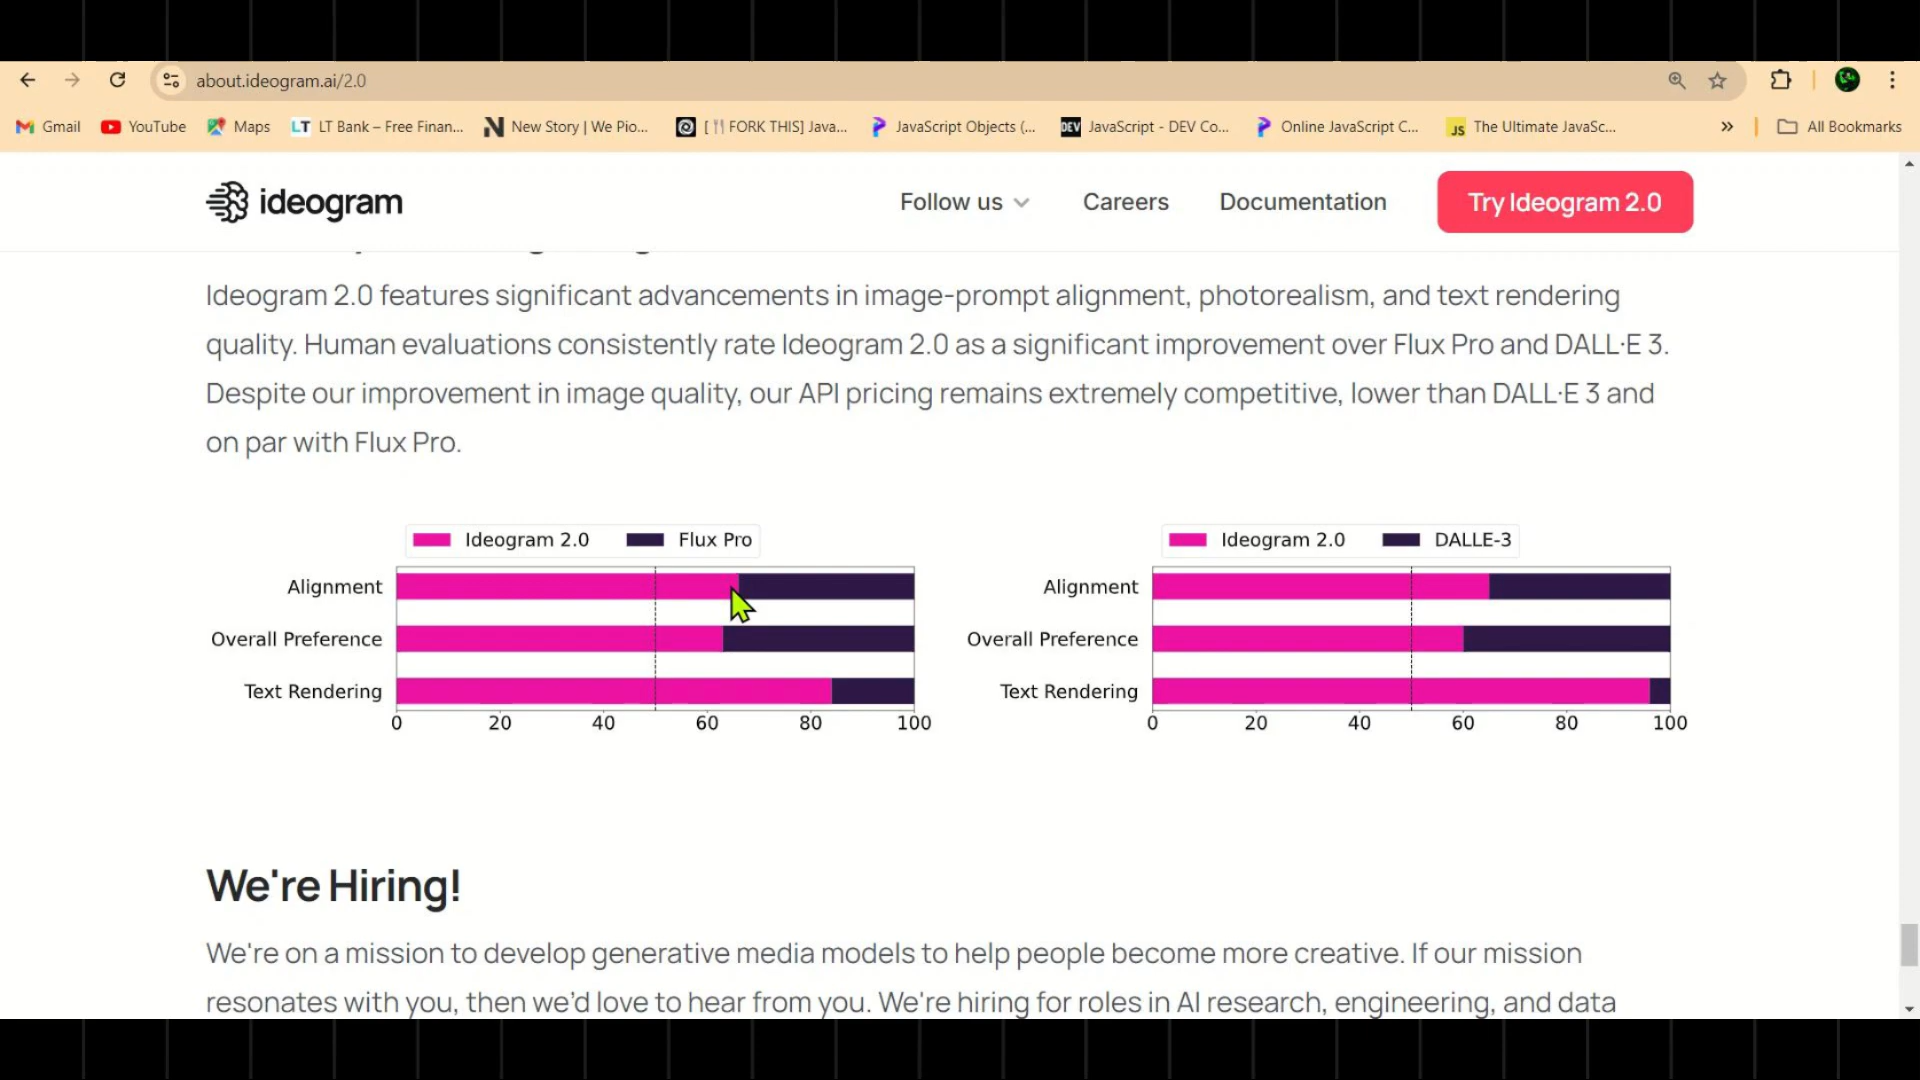 about.ideogram.ai/2.0
Gmail YouTube Maps LT LT Bank – Free Finan... New Story | We Pio... [ 🍴 FORK THIS] Java... JavaScript Objects (... DEV JavaScript - DEV Co... Online JavaScript C... JS The Ultimate JavaSc... » All Bookmarks
ideogram Follow us Careers Documentation Try Ideogram 2.0
Ideogram 2.0 features significant advancements in image-prompt alignment, photorealism, and text rendering
quality. Human evaluations consistently rate Ideogram 2.0 as a significant improvement over Flux Pro and DALL·E 3.
Despite our improvement in image quality, our API pricing remains extremely competitive, lower than DALL·E 3 and
on par with Flux Pro.
Ideogram 2.0 Flux Pro
Alignment
Overall Preference
Text Rendering
0 20 40 60 80 100
Ideogram 2.0 DALLE-3
Alignment
Overall Preference
Text Rendering
0 20 40 60 80 100
We're Hiring!
We're on a mission to develop generative media models to help people become more creative. If our mission
resonates with you, then we'd love to hear from you. We're hiring for roles in AI research, engineering, and data